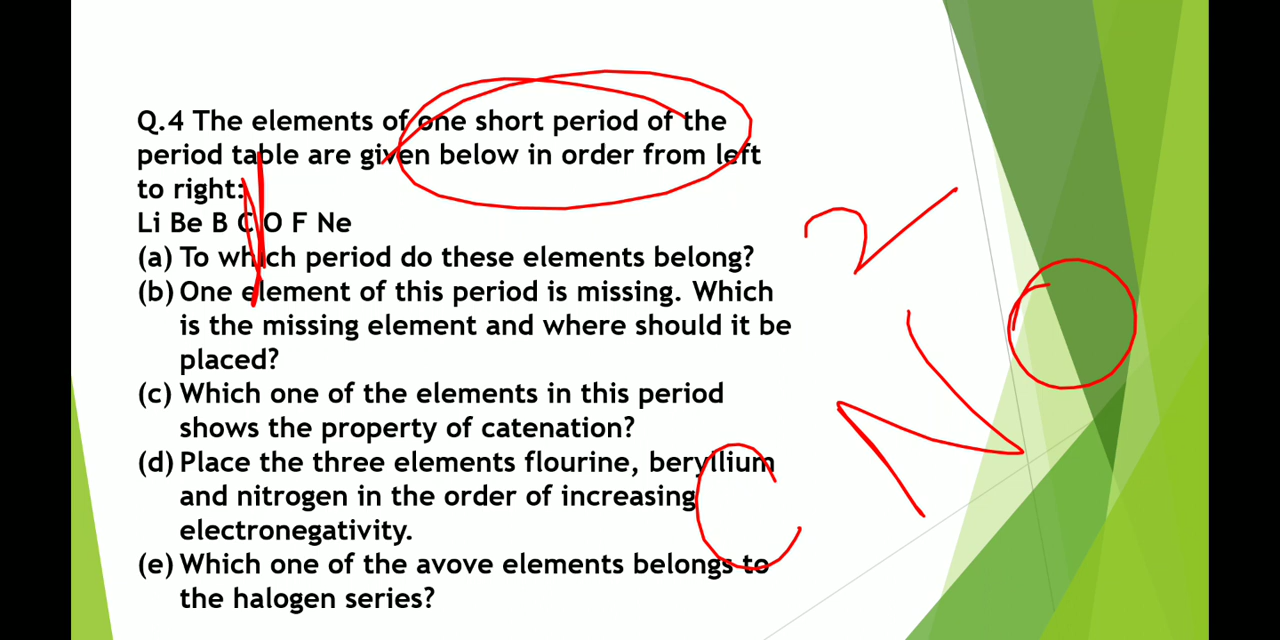 Q.4 The elements of one short period of the
period table are given below in order from left
to right:
Li Be B C O F Ne
(a) To which period do these elements belong?
(b) One element of this period is missing. Which
is the missing element and where should it be
placed?
(c) Which one of the elements in this period
shows the property of catenation?
(d) Place the three elements flourine, beryllium
and nitrogen in the order of increasing
electronegativity.
(e) Which one of the avove elements belongs to
the halogen series?
2
C N O